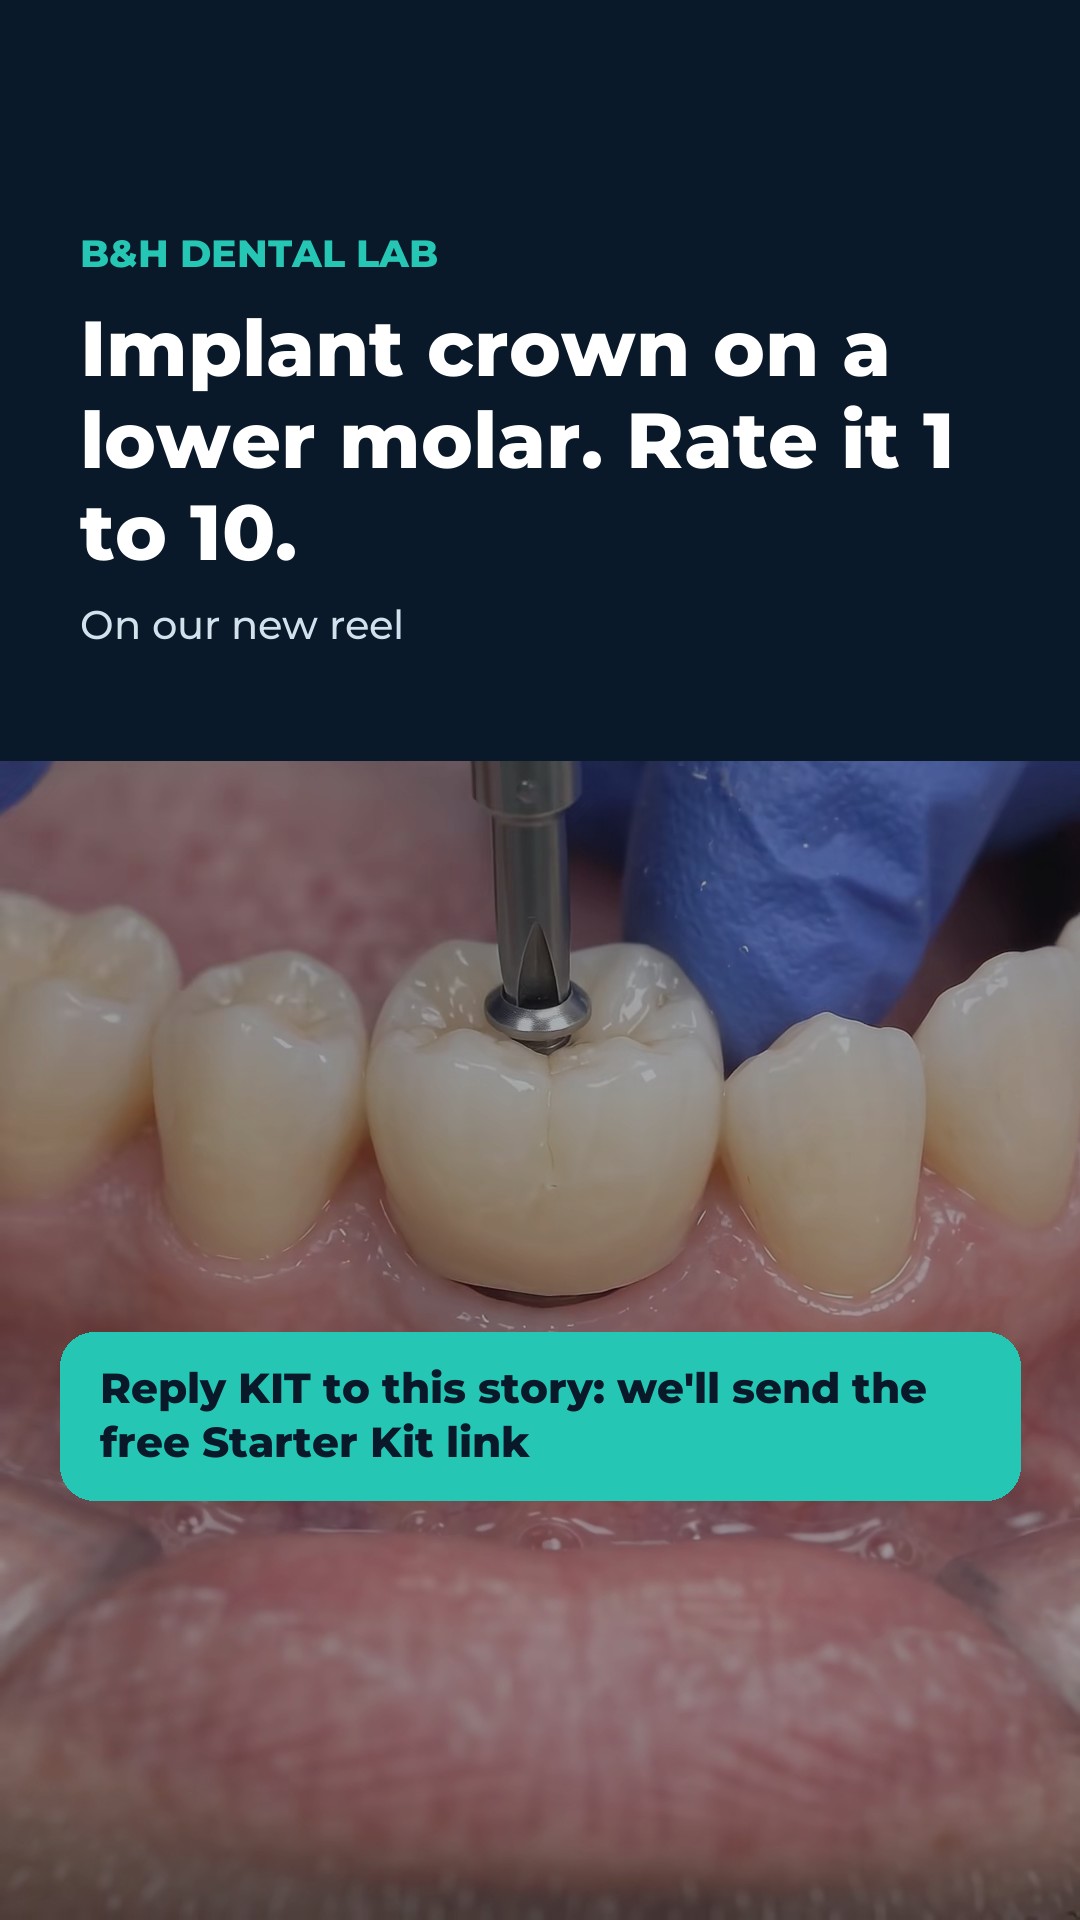 B&H DENTAL LAB
Implant crown on a
lower molar. Rate it 1
to 10.
On our new reel
Reply KIT to this story: we'll send the
free Starter Kit link